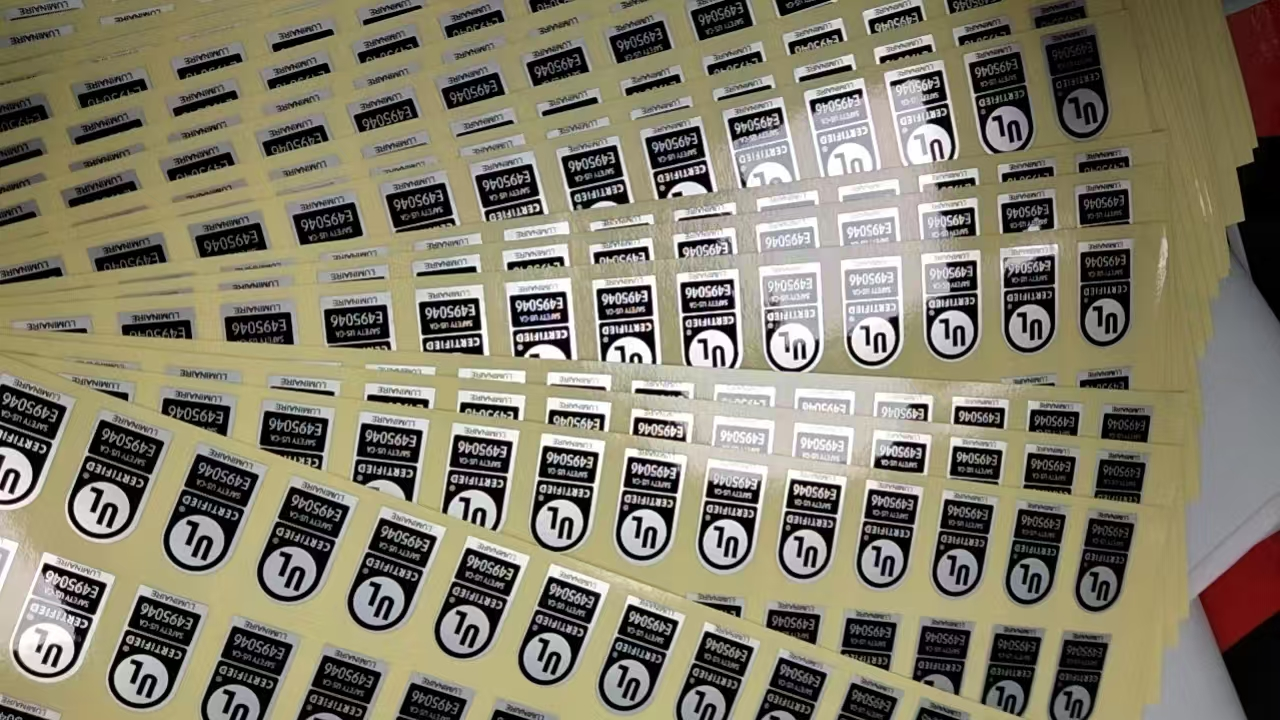 UL
CERTIFIED
SAFETY US-CA
E495046
LUMINAIRE